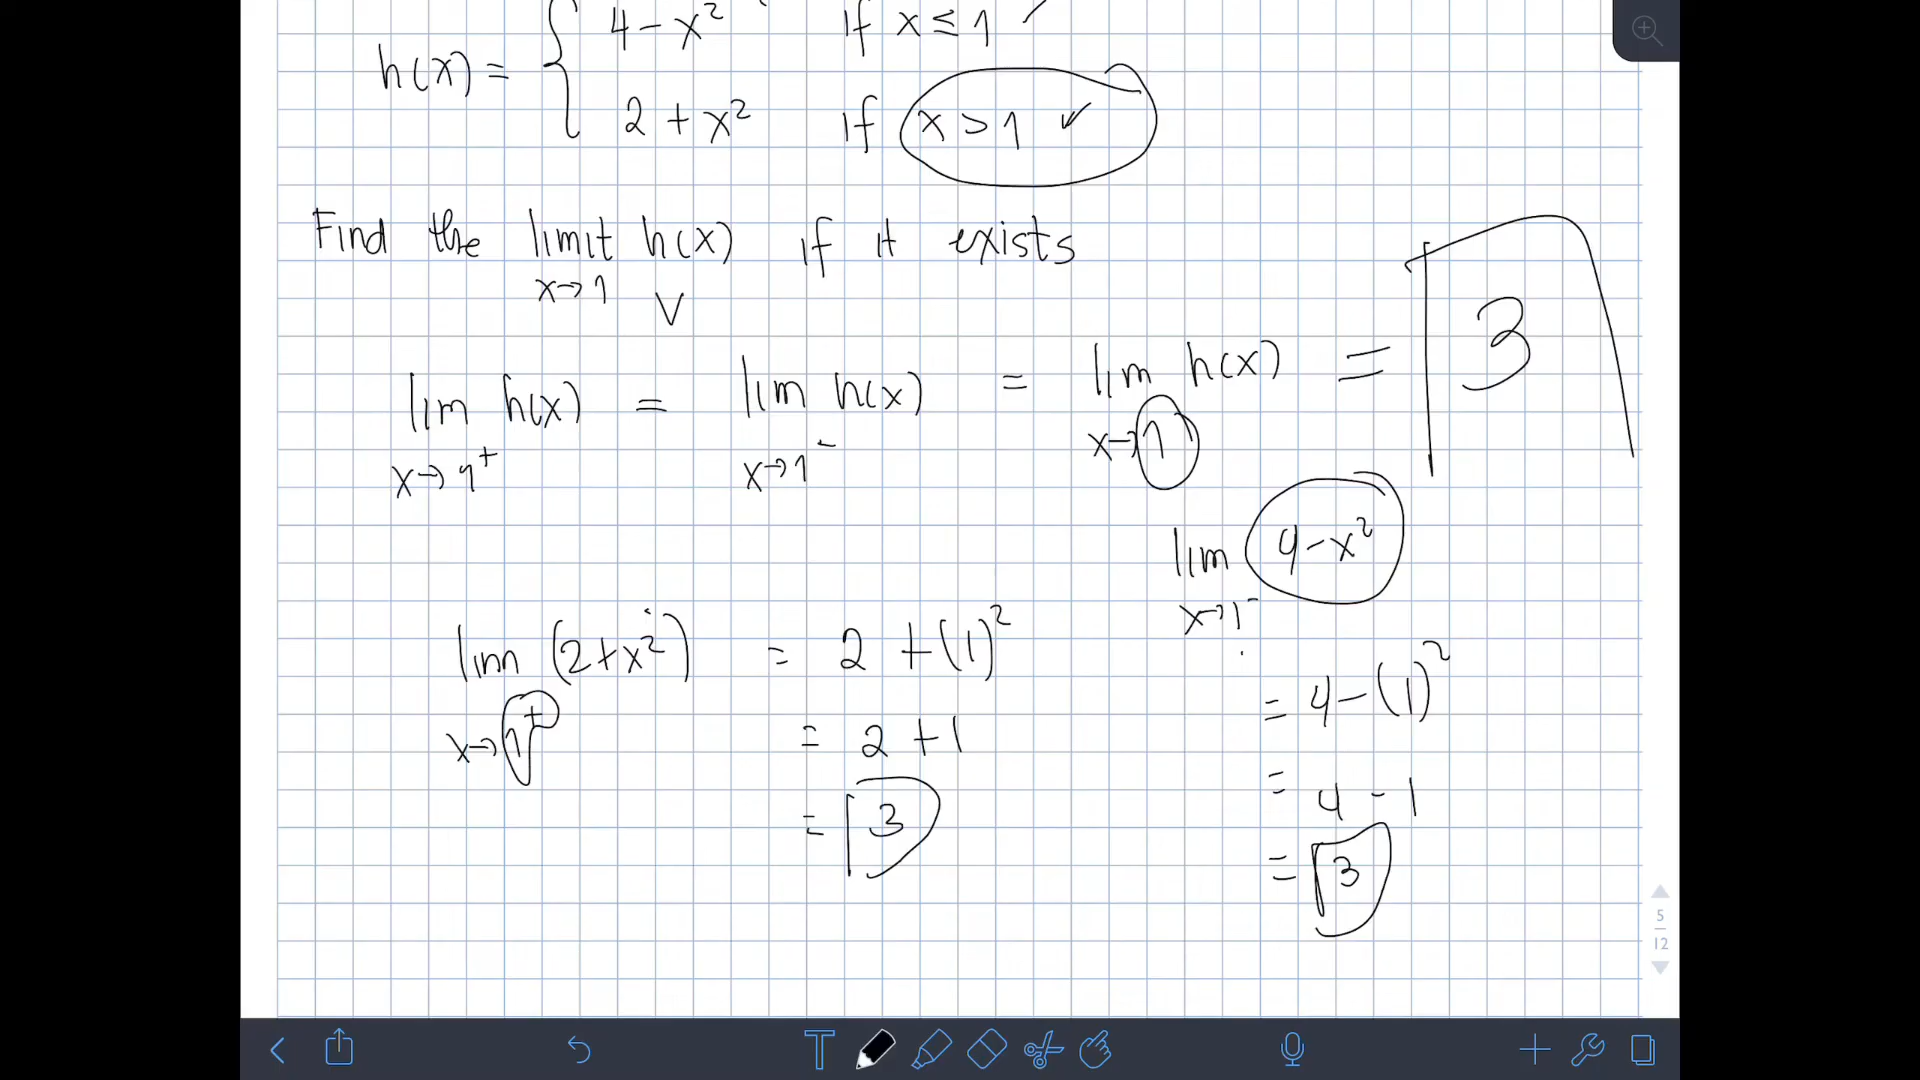 4 - x² if x ≤ 1 ✓
h(x) = {
2 + x² if x > 1 ✓
Find the limit h(x) if it exists
x→1
lim h(x) = lim h(x) = lim h(x) = 3
x→1⁺ x→1⁻ x→1
lim 4 - x²
x→1⁻
lim (2+x²) = 2 + (1)²
x→1⁺
= 2 + 1
= 3
= 4 - (1)²
= 4 - 1
= 3
5
12
T